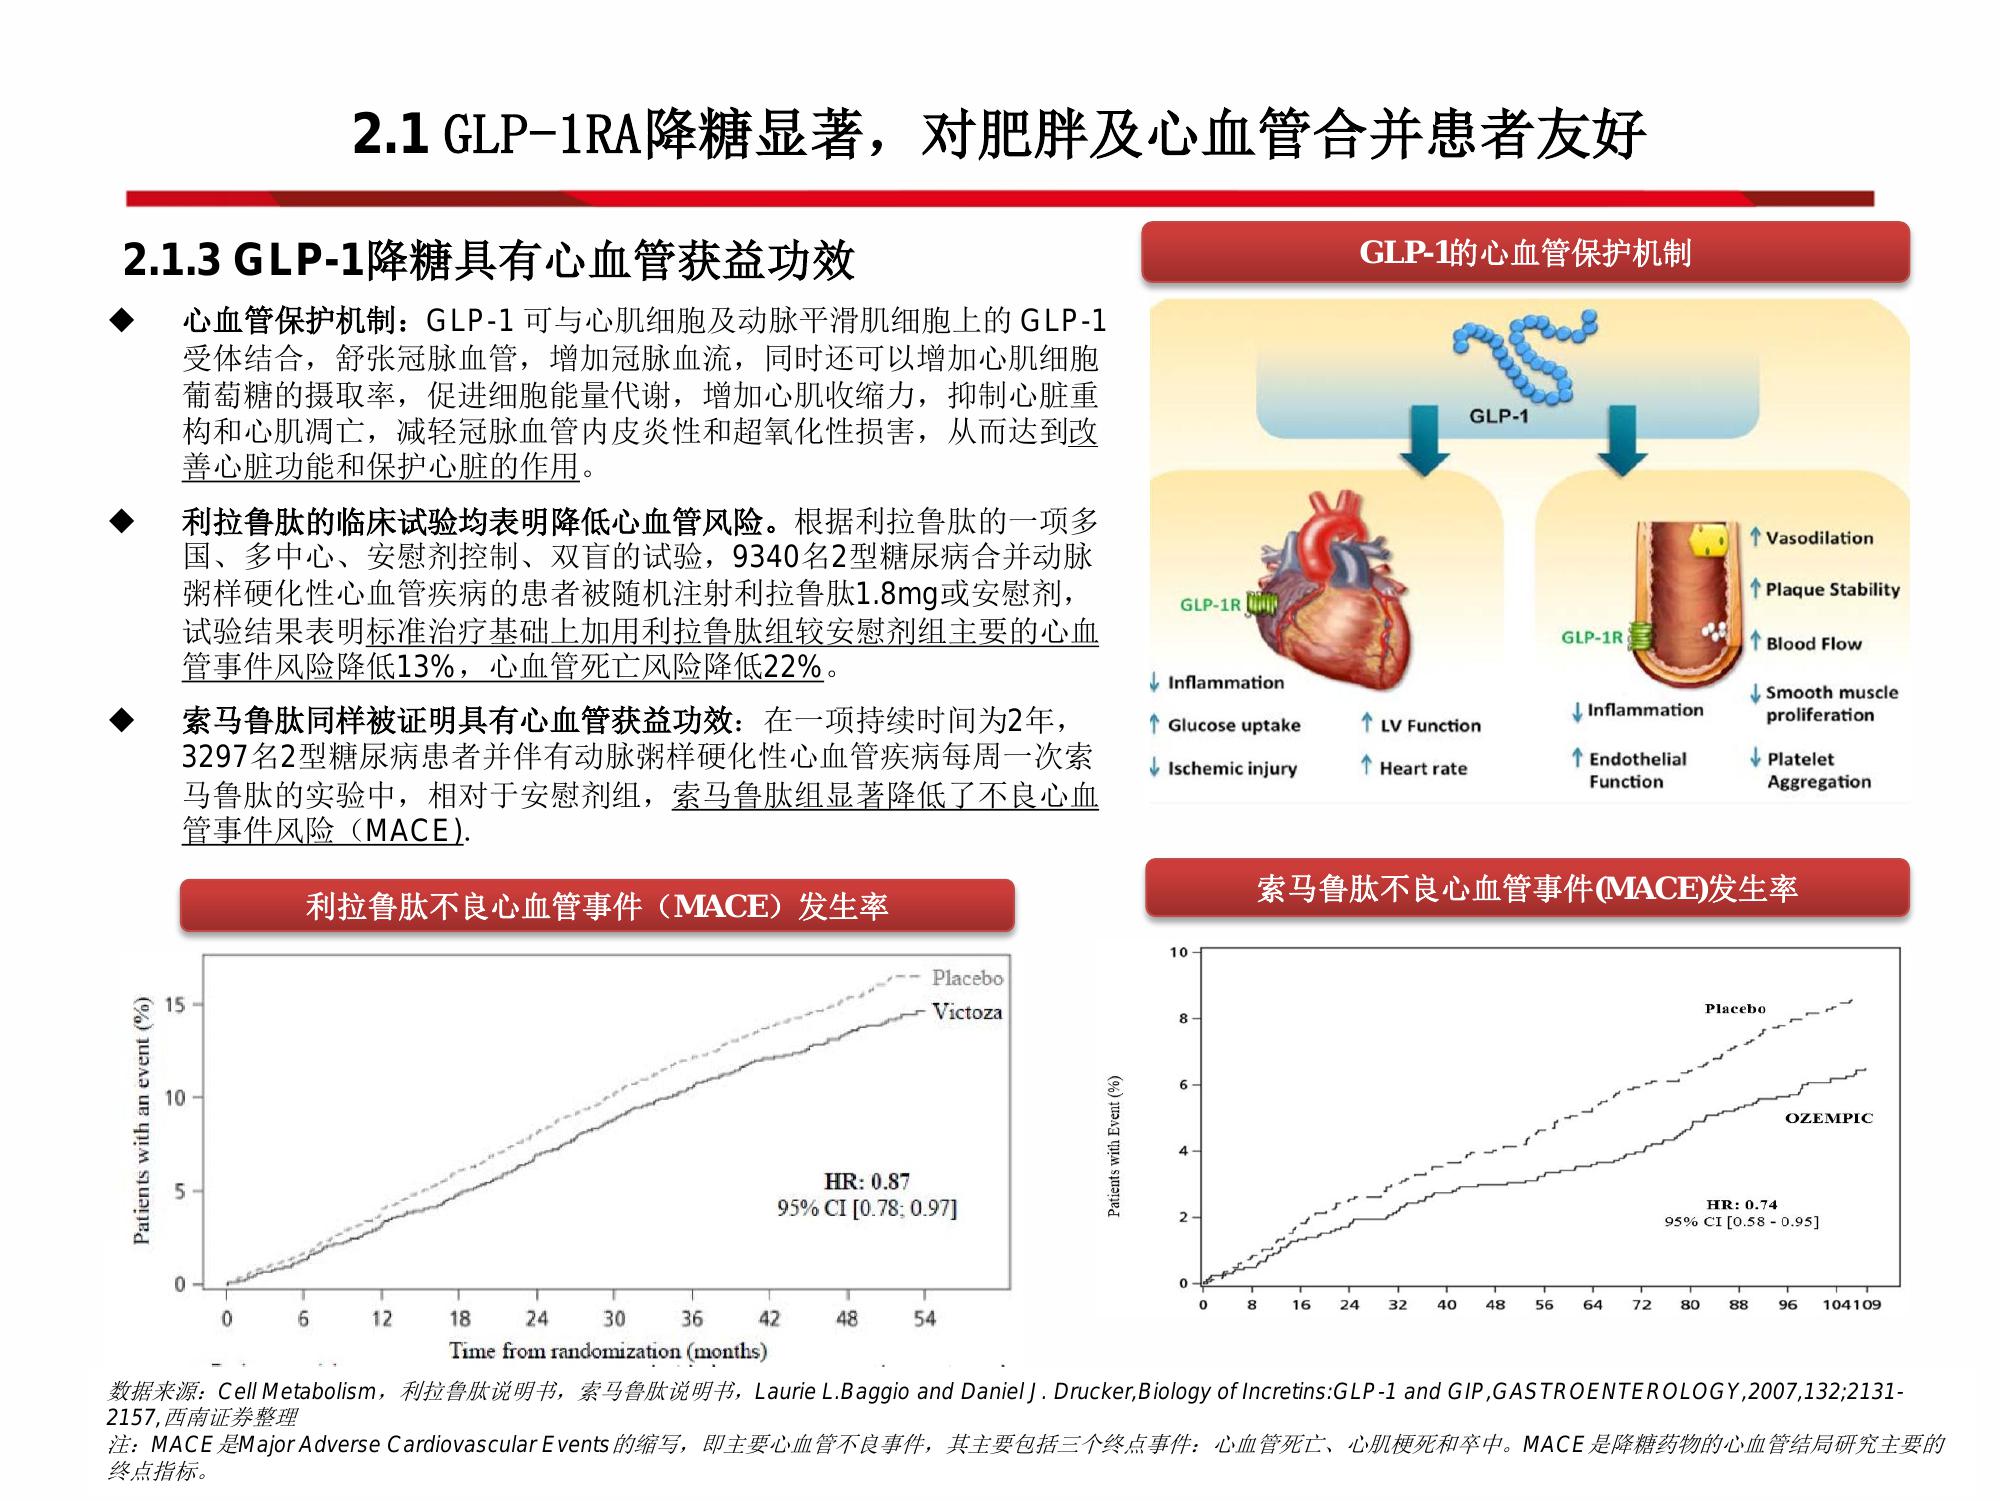 2.1 GLP-1RA降糖显著，对肥胖及心血管合并患者友好
2.1.3 GLP-1降糖具有心血管获益功效
◆ 心血管保护机制：GLP-1 可与心肌细胞及动脉平滑肌细胞上的 GLP-1
受体结合，舒张冠脉血管，增加冠脉血流，同时还可以增加心肌细胞
葡萄糖的摄取率，促进细胞能量代谢，增加心肌收缩力，抑制心脏重
构和心肌凋亡，减轻冠脉血管内皮炎性和超氧化性损害，从而达到改
善心脏功能和保护心脏的作用。
◆ 利拉鲁肽的临床试验均表明降低心血管风险。根据利拉鲁肽的一项多
国、多中心、安慰剂控制、双盲的试验，9340名2型糖尿病合并动脉
粥样硬化性心血管疾病的患者被随机注射利拉鲁肽1.8mg或安慰剂，
试验结果表明标准治疗基础上加用利拉鲁肽组较安慰剂组主要的心血
管事件风险降低13%，心血管死亡风险降低22%。
◆ 索马鲁肽同样被证明具有心血管获益功效：在一项持续时间为2年，
3297名2型糖尿病患者并伴有动脉粥样硬化性心血管疾病每周一次索
马鲁肽的实验中，相对于安慰剂组，索马鲁肽组显著降低了不良心血
管事件风险（MACE).
GLP-1的心血管保护机制
GLP-1
GLP-1R
↓ Inflammation
↑ Glucose uptake
↓ Ischemic injury
↑ LV Function
↑ Heart rate
GLP-1R
↓ Inflammation
↑ Endothelial
Function
↑ Vasodilation
↑ Plaque Stability
↑ Blood Flow
↓ Smooth muscle
proliferation
↓ Platelet
Aggregation
利拉鲁肽不良心血管事件（MACE）发生率
Patients with an event (%)
15
10
5
0
Placebo
Victoza
HR: 0.87
95% CI [0.78; 0.97]
0 6 12 18 24 30 36 42 48 54
Time from randomization (months)
索马鲁肽不良心血管事件(MACE)发生率
Patients with Event (%)
10
8
6
4
2
0
Placebo
OZEMPIC
HR: 0.74
95% CI [0.58 - 0.95]
0 8 16 24 32 40 48 56 64 72 80 88 96 104109
数据来源：Cell Metabolism，利拉鲁肽说明书，索马鲁肽说明书，Laurie L.Baggio and Daniel J. Drucker,Biology of Incretins:GLP-1 and GIP,GASTROENTEROLOGY,2007,132;2131-
2157,西南证券整理
注：MACE是Major Adverse Cardiovascular Events的缩写，即主要心血管不良事件，其主要包括三个终点事件：心血管死亡、心肌梗死和卒中。MACE是降糖药物的心血管结局研究主要的
终点指标。